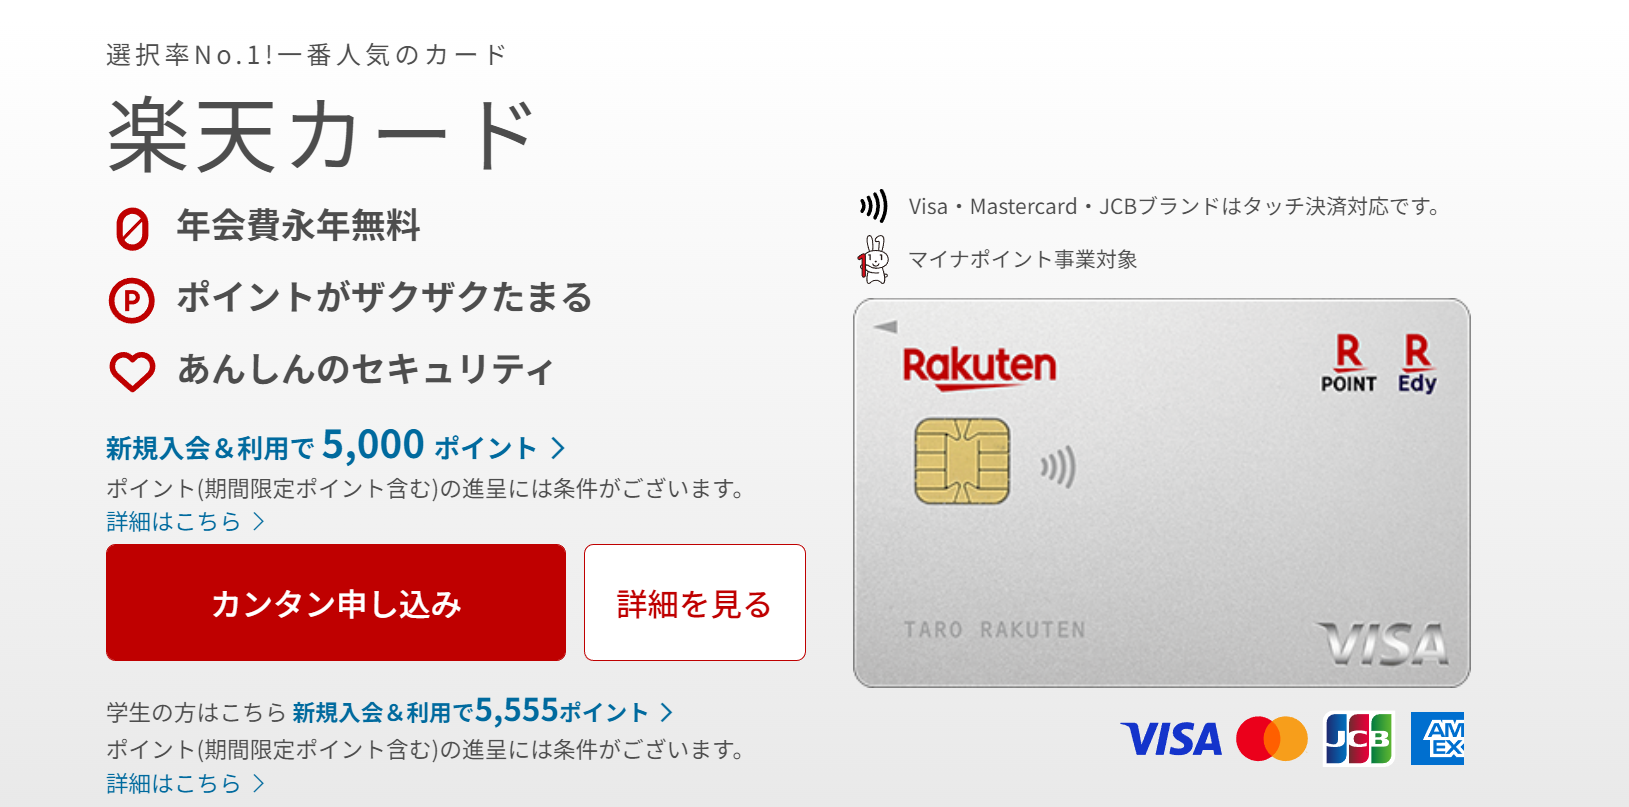 選択率No.1!一番人気のカード
楽天カード
年会費永年無料
P ポイントがザクザクたまる
あんしんのセキュリティ
新規入会＆利用で 5,000 ポイント
ポイント(期間限定ポイント含む)の進呈には条件がございます。
詳細はこちら
カンタン申し込み
詳細を見る
学生の方はこちら 新規入会＆利用で5,555ポイント
ポイント(期間限定ポイント含む)の進呈には条件がございます。
詳細はこちら
Visa・Mastercard・JCBブランドはタッチ決済対応です。
マイナポイント事業対象
Rakuten
R POINT
R Edy
TARO RAKUTEN
VISA
VISA JCB AM
EX